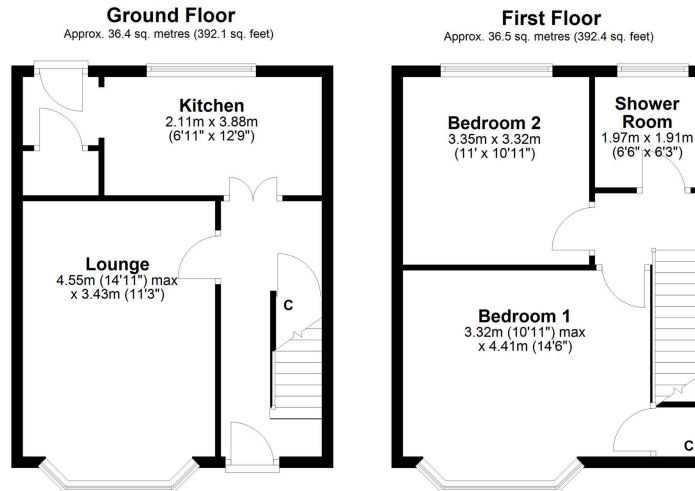 Ground Floor
Approx. 36.4 sq. metres (392.1 sq. feet)
Kitchen
2.11m x 3.88m
(6'11" x 12'9")
Lounge
4.55m (14'11") max
x 3.43m (11'3")
C
First Floor
Approx. 36.5 sq. metres (392.4 sq. feet)
Bedroom 2
3.35m x 3.32m
(11' x 10'11")
Shower
Room
1.97m x 1.91m
(6'6" x 6'3")
Bedroom 1
3.32m (10'11") max
x 4.41m (14'6")
C